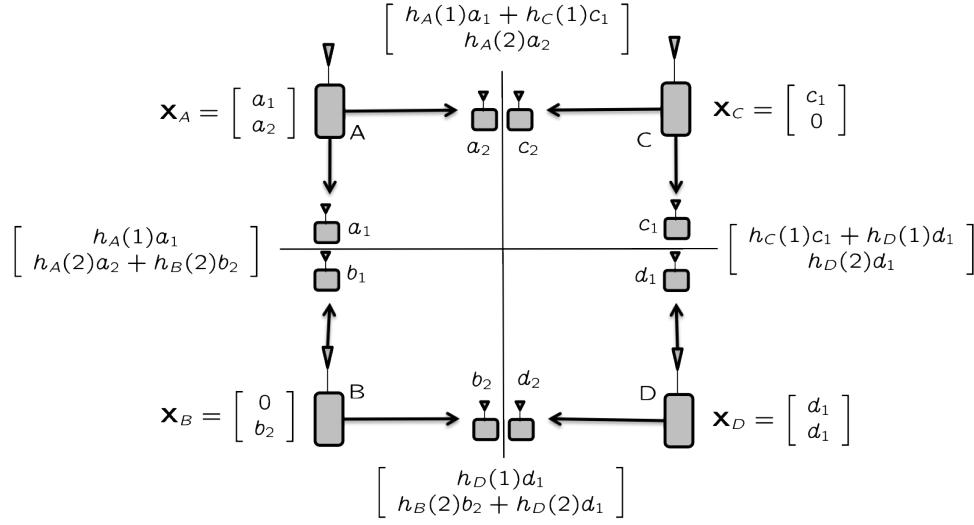 [ h_A(1)a_1 + h_C(1)c_1
h_A(2)a_2 ]
X_A = [ a_1
a_2 ]
A
C
X_C = [ c_1
0 ]
a_2 c_2
a_1
c_1
[ h_A(1)a_1
h_A(2)a_2 + h_B(2)b_2 ]
[ h_C(1)c_1 + h_D(1)d_1
h_D(2)d_1 ]
b_1
d_1
b_2 d_2
B
D
X_B = [ 0
b_2 ]
X_D = [ d_1
d_1 ]
[ h_D(1)d_1
h_B(2)b_2 + h_D(2)d_1 ]